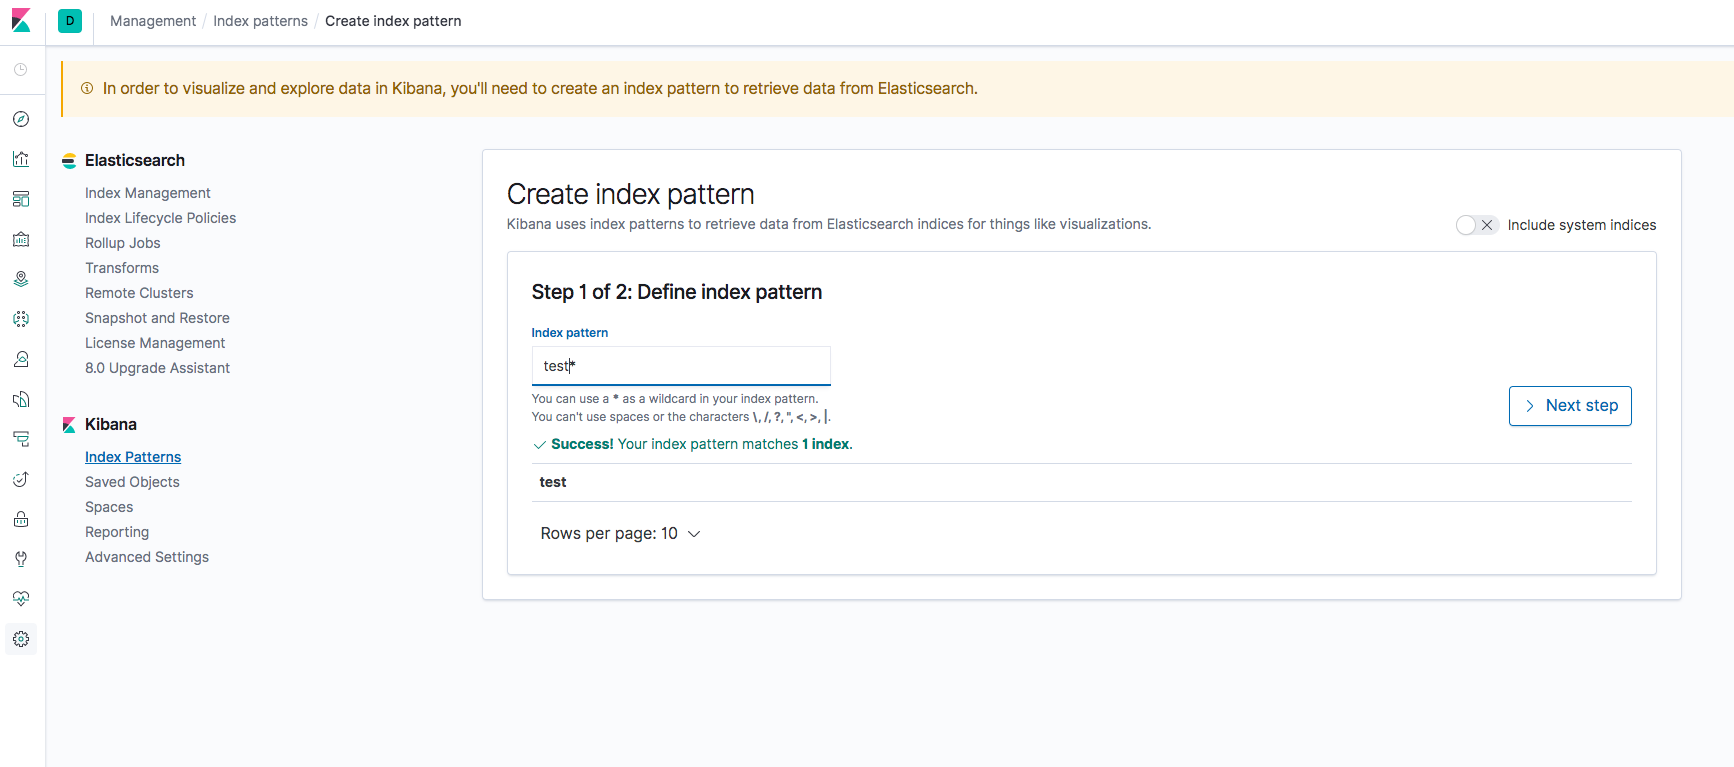 D
Management / Index patterns / Create index pattern
In order to visualize and explore data in Kibana, you'll need to create an index pattern to retrieve data from Elasticsearch.
Elasticsearch
Index Management
Index Lifecycle Policies
Rollup Jobs
Transforms
Remote Clusters
Snapshot and Restore
License Management
8.0 Upgrade Assistant
Kibana
Index Patterns
Saved Objects
Spaces
Reporting
Advanced Settings
Create index pattern
Kibana uses index patterns to retrieve data from Elasticsearch indices for things like visualizations.
Include system indices
Step 1 of 2: Define index pattern
Index pattern
test*
You can use a * as a wildcard in your index pattern.
You can't use spaces or the characters \, /, ?, ", <, >, |.
Next step
Success! Your index pattern matches 1 index.
test
Rows per page: 10